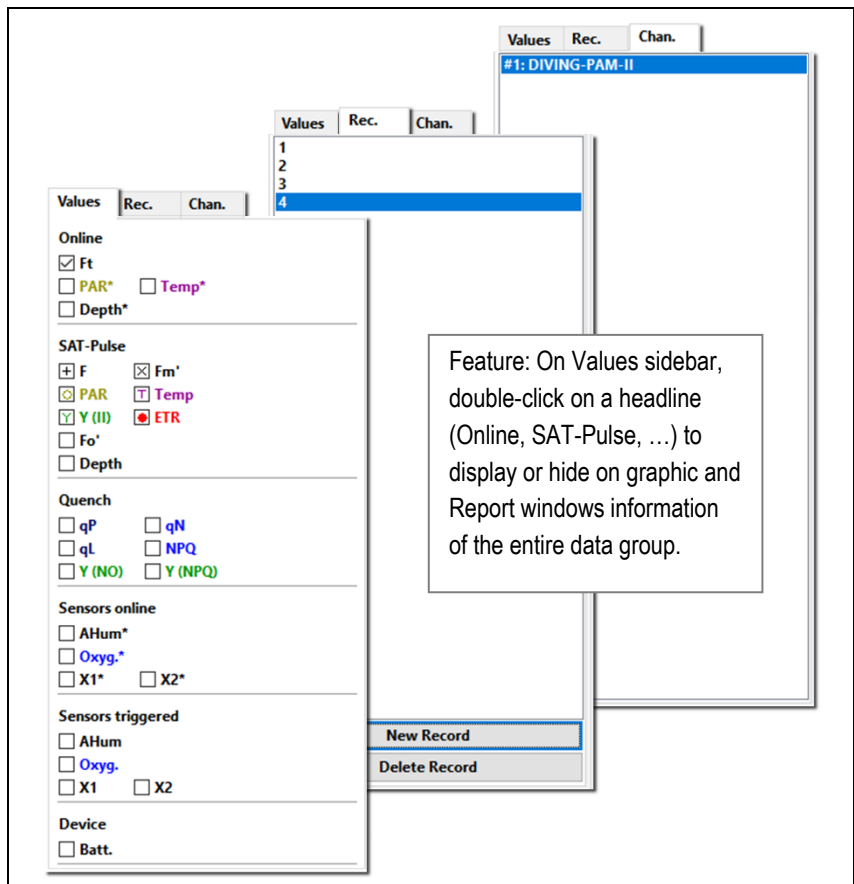 Values Rec. Chan.
#1: DIVING-PAM-II
Values Rec. Chan.
1
2
3
4
Values Rec. Chan.
Online
Ft
PAR* Temp*
Depth*
SAT-Pulse
F Fm'
PAR Temp
Y (II) ETR
Fo'
Depth
Quench
qP qN
qL NPQ
Y (NO) Y (NPQ)
Sensors online
AHum*
Oxyg.*
X1* X2*
Sensors triggered
AHum
Oxyg.
X1 X2
Device
Batt.
Feature: On Values sidebar,
double-click on a headline
(Online, SAT-Pulse, …) to
display or hide on graphic and
Report windows information
of the entire data group.
New Record
Delete Record